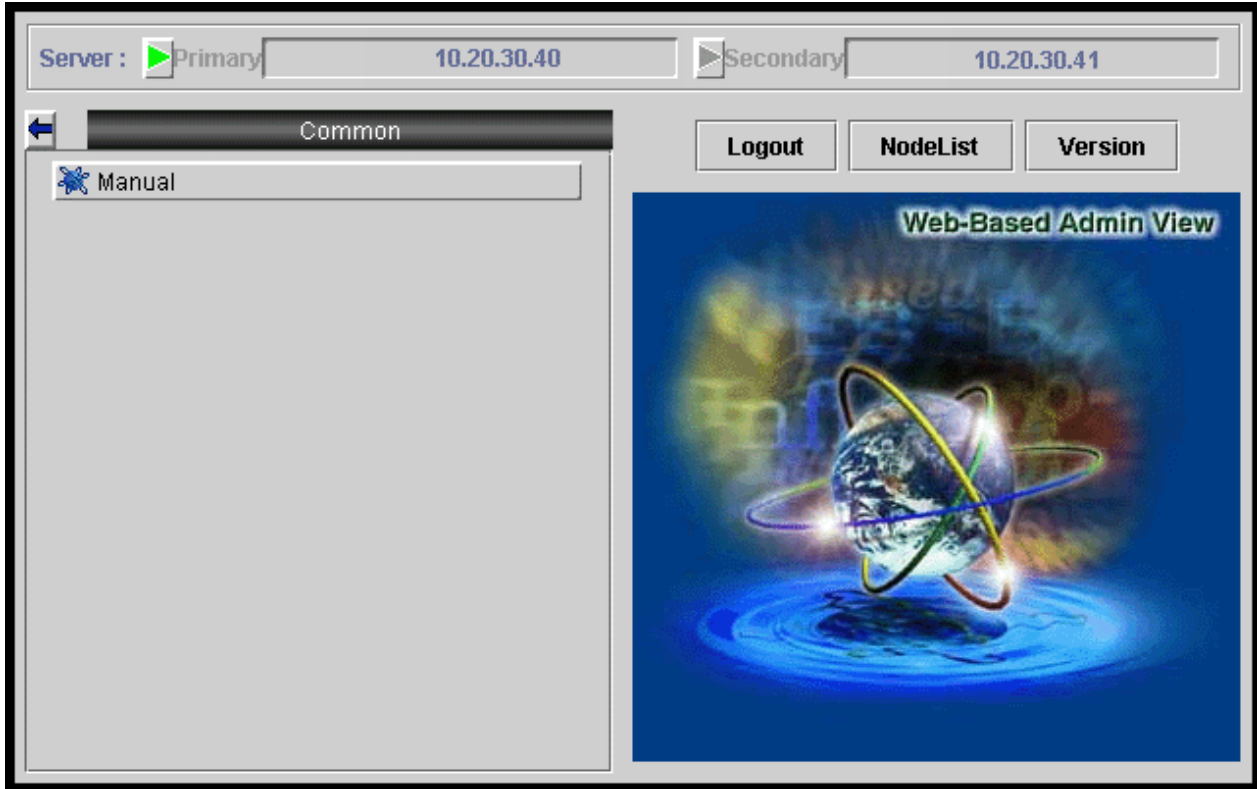 Server : Primary 10.20.30.40 Secondary 10.20.30.41
Common
Logout NodeList Version
Manual
Web-Based Admin View